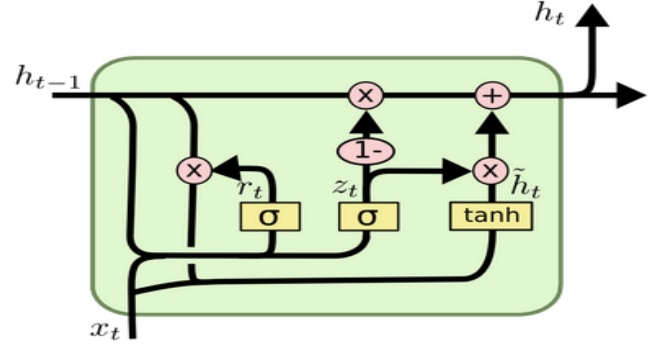 h_t
h_{t-1}
× +
1-
× r_t z_t × h̃_t
σ σ tanh
x_t